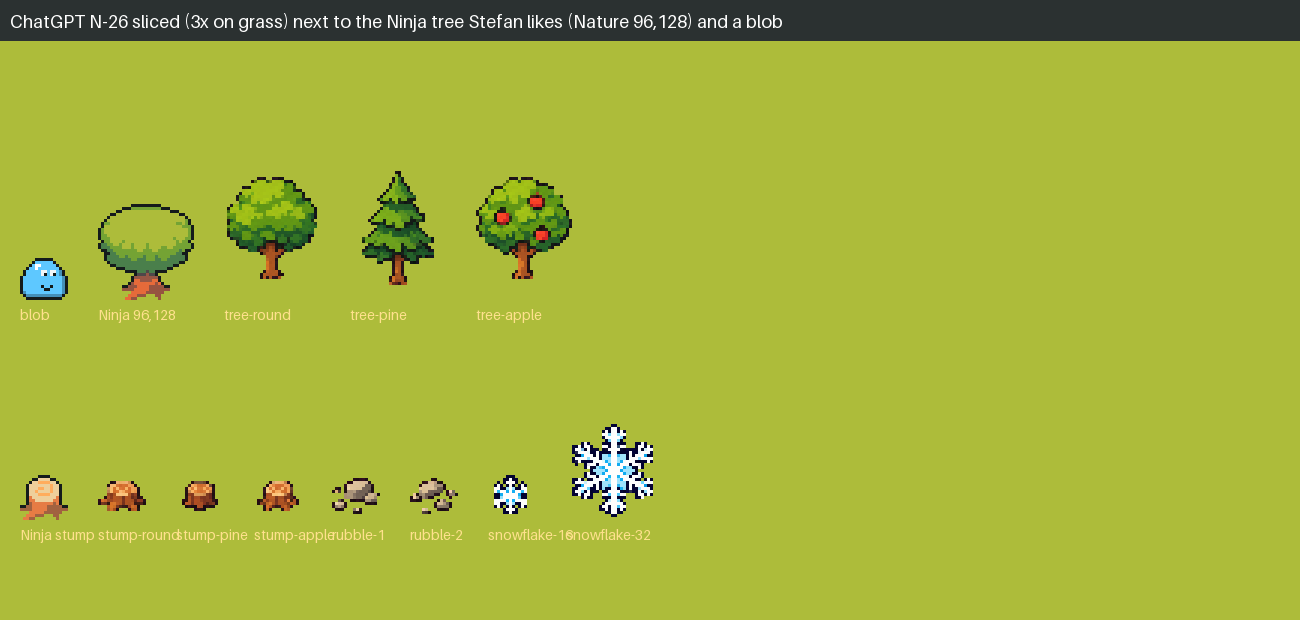 ChatGPT N-26 sliced (3x on grass) next to the Ninja tree Stefan likes (Nature 96,128) and a blob
blob Ninja 96,128 tree-round tree-pine tree-apple
Ninja stump stump-round stump-pine stump-apple rubble-1 rubble-2 snowflake-16 snowflake-32